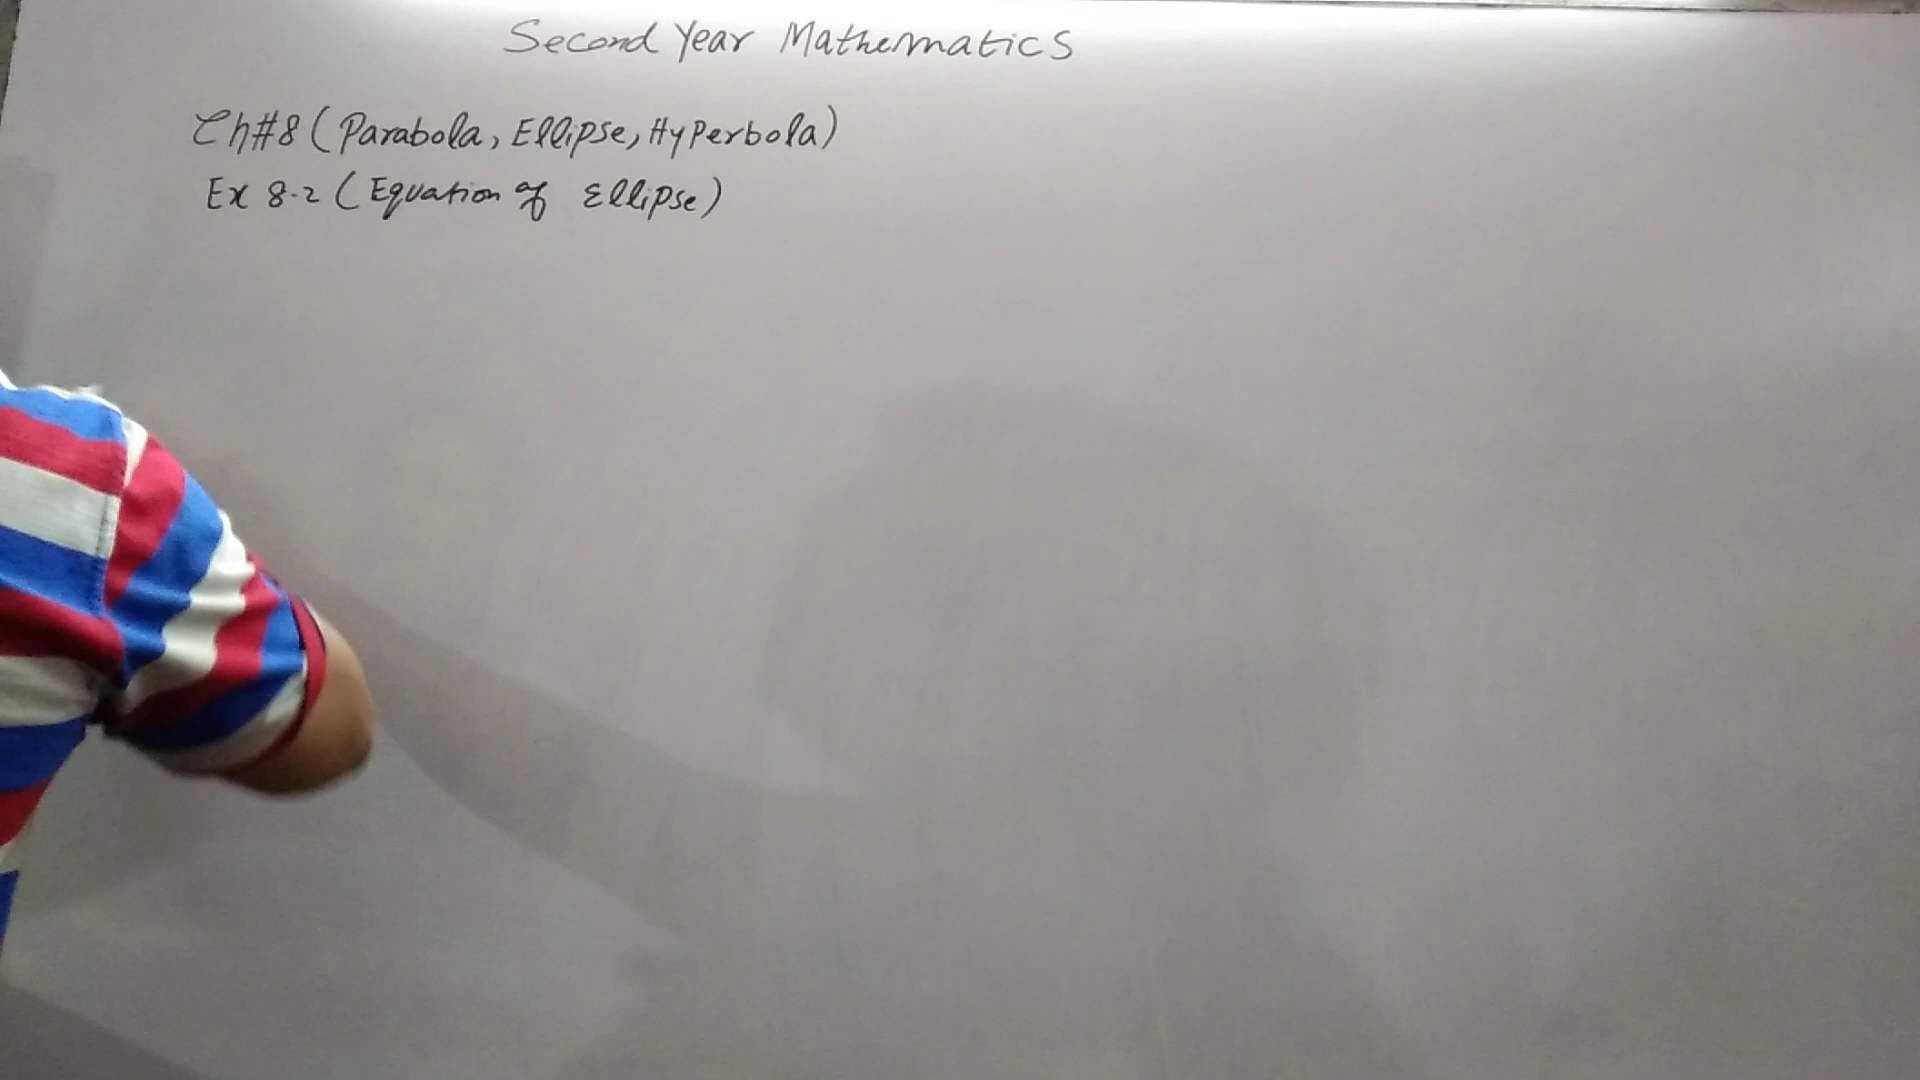 Second Year Mathematics
Ch#8 (Parabola, Ellipse, Hyperbola)
Ex 8.2 (Equation of Ellipse)